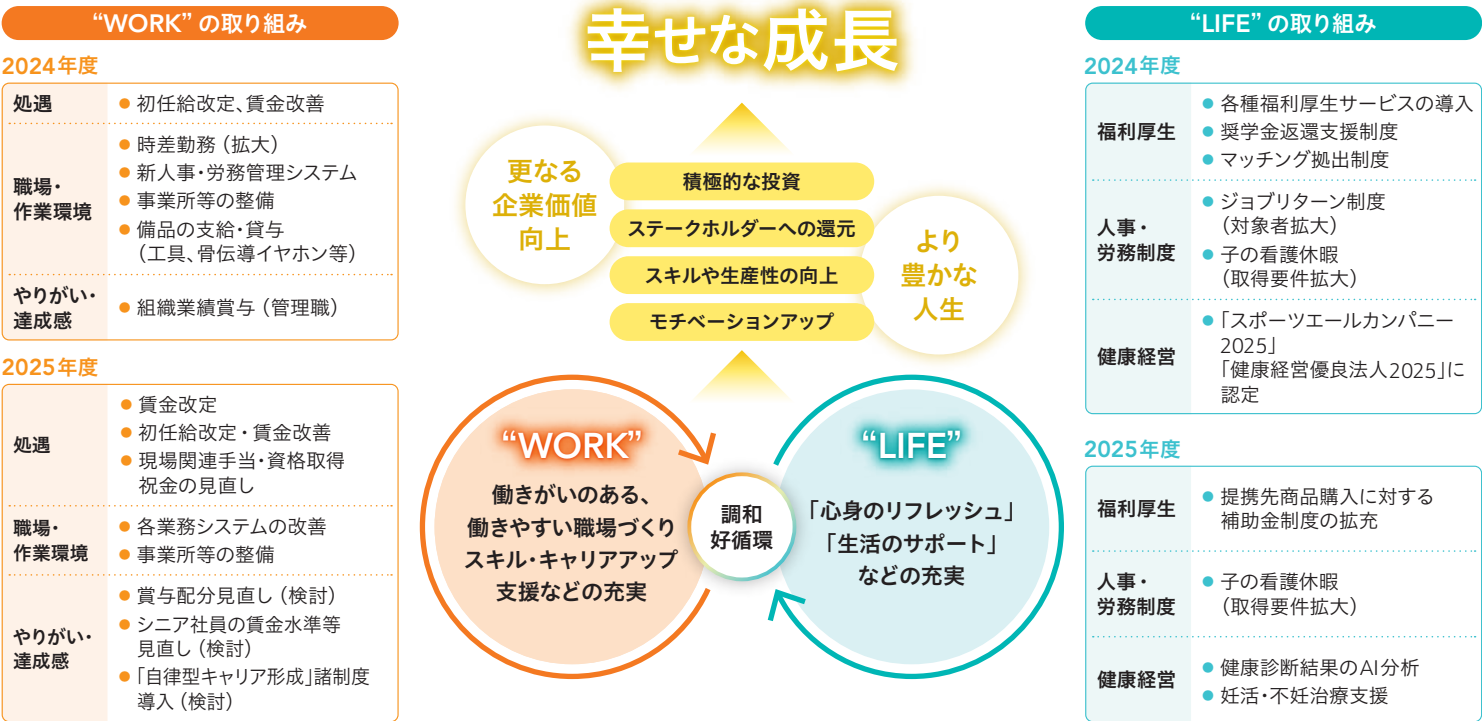 “WORK” の取り組み
2024年度
処遇
● 初任給改定、賃金改善
職場・
作業環境
● 時差勤務（拡大）
● 新人事・労務管理システム
● 事業所等の整備
● 備品の支給・貸与
（工具、骨伝導イヤホン等）
やりがい・
達成感
● 組織業績賞与（管理職）
2025年度
処遇
● 賃金改定
● 初任給改定・賃金改善
● 現場関連手当・資格取得
祝金の見直し
職場・
作業環境
● 各業務システムの改善
● 事業所等の整備
やりがい・
達成感
● 賞与配分見直し（検討）
● シニア社員の賃金水準等
見直し（検討）
● 「自律型キャリア形成」諸制度
導入（検討）
幸せな成長
更なる
企業価値
向上
積極的な投資
ステークホルダーへの還元
スキルや生産性の向上
モチベーションアップ
より
豊かな
人生
“WORK”
働きがいのある、
働きやすい職場づくり
スキル・キャリアアップ
支援などの充実
調和
好循環
“LIFE”
「心身のリフレッシュ」
「生活のサポート」
などの充実
“LIFE” の取り組み
2024年度
福利厚生
● 各種福利厚生サービスの導入
● 奨学金返還支援制度
● マッチング拠出制度
人事・
労務制度
● ジョブリターン制度
（対象者拡大）
● 子の看護休暇
（取得要件拡大）
健康経営
● 「スポーツエールカンパニー
2025」
「健康経営優良法人2025」に
認定
2025年度
福利厚生
● 提携先商品購入に対する
補助金制度の拡充
人事・
労務制度
● 子の看護休暇
（取得要件拡大）
健康経営
● 健康診断結果のAI分析
● 妊活・不妊治療支援